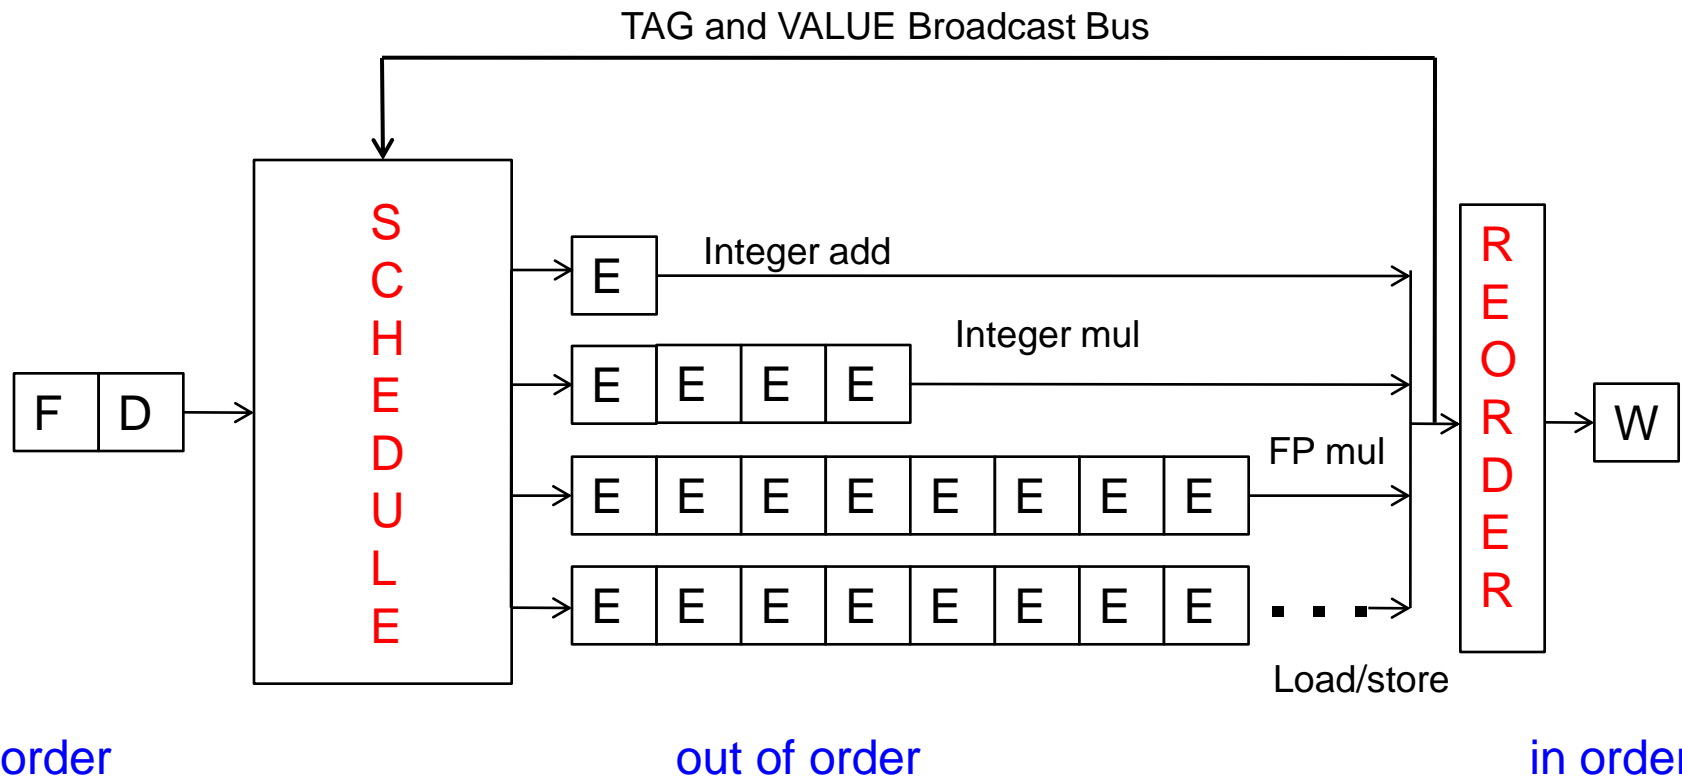 TAG and VALUE Broadcast Bus
F D
S
C
H
E
D
U
L
E
E
Integer add
E E E E
Integer mul
E E E E E E E E
FP mul
E E E E E E E E . . .
Load/store
R
E
O
R
D
E
R
W
order
out of order
in order